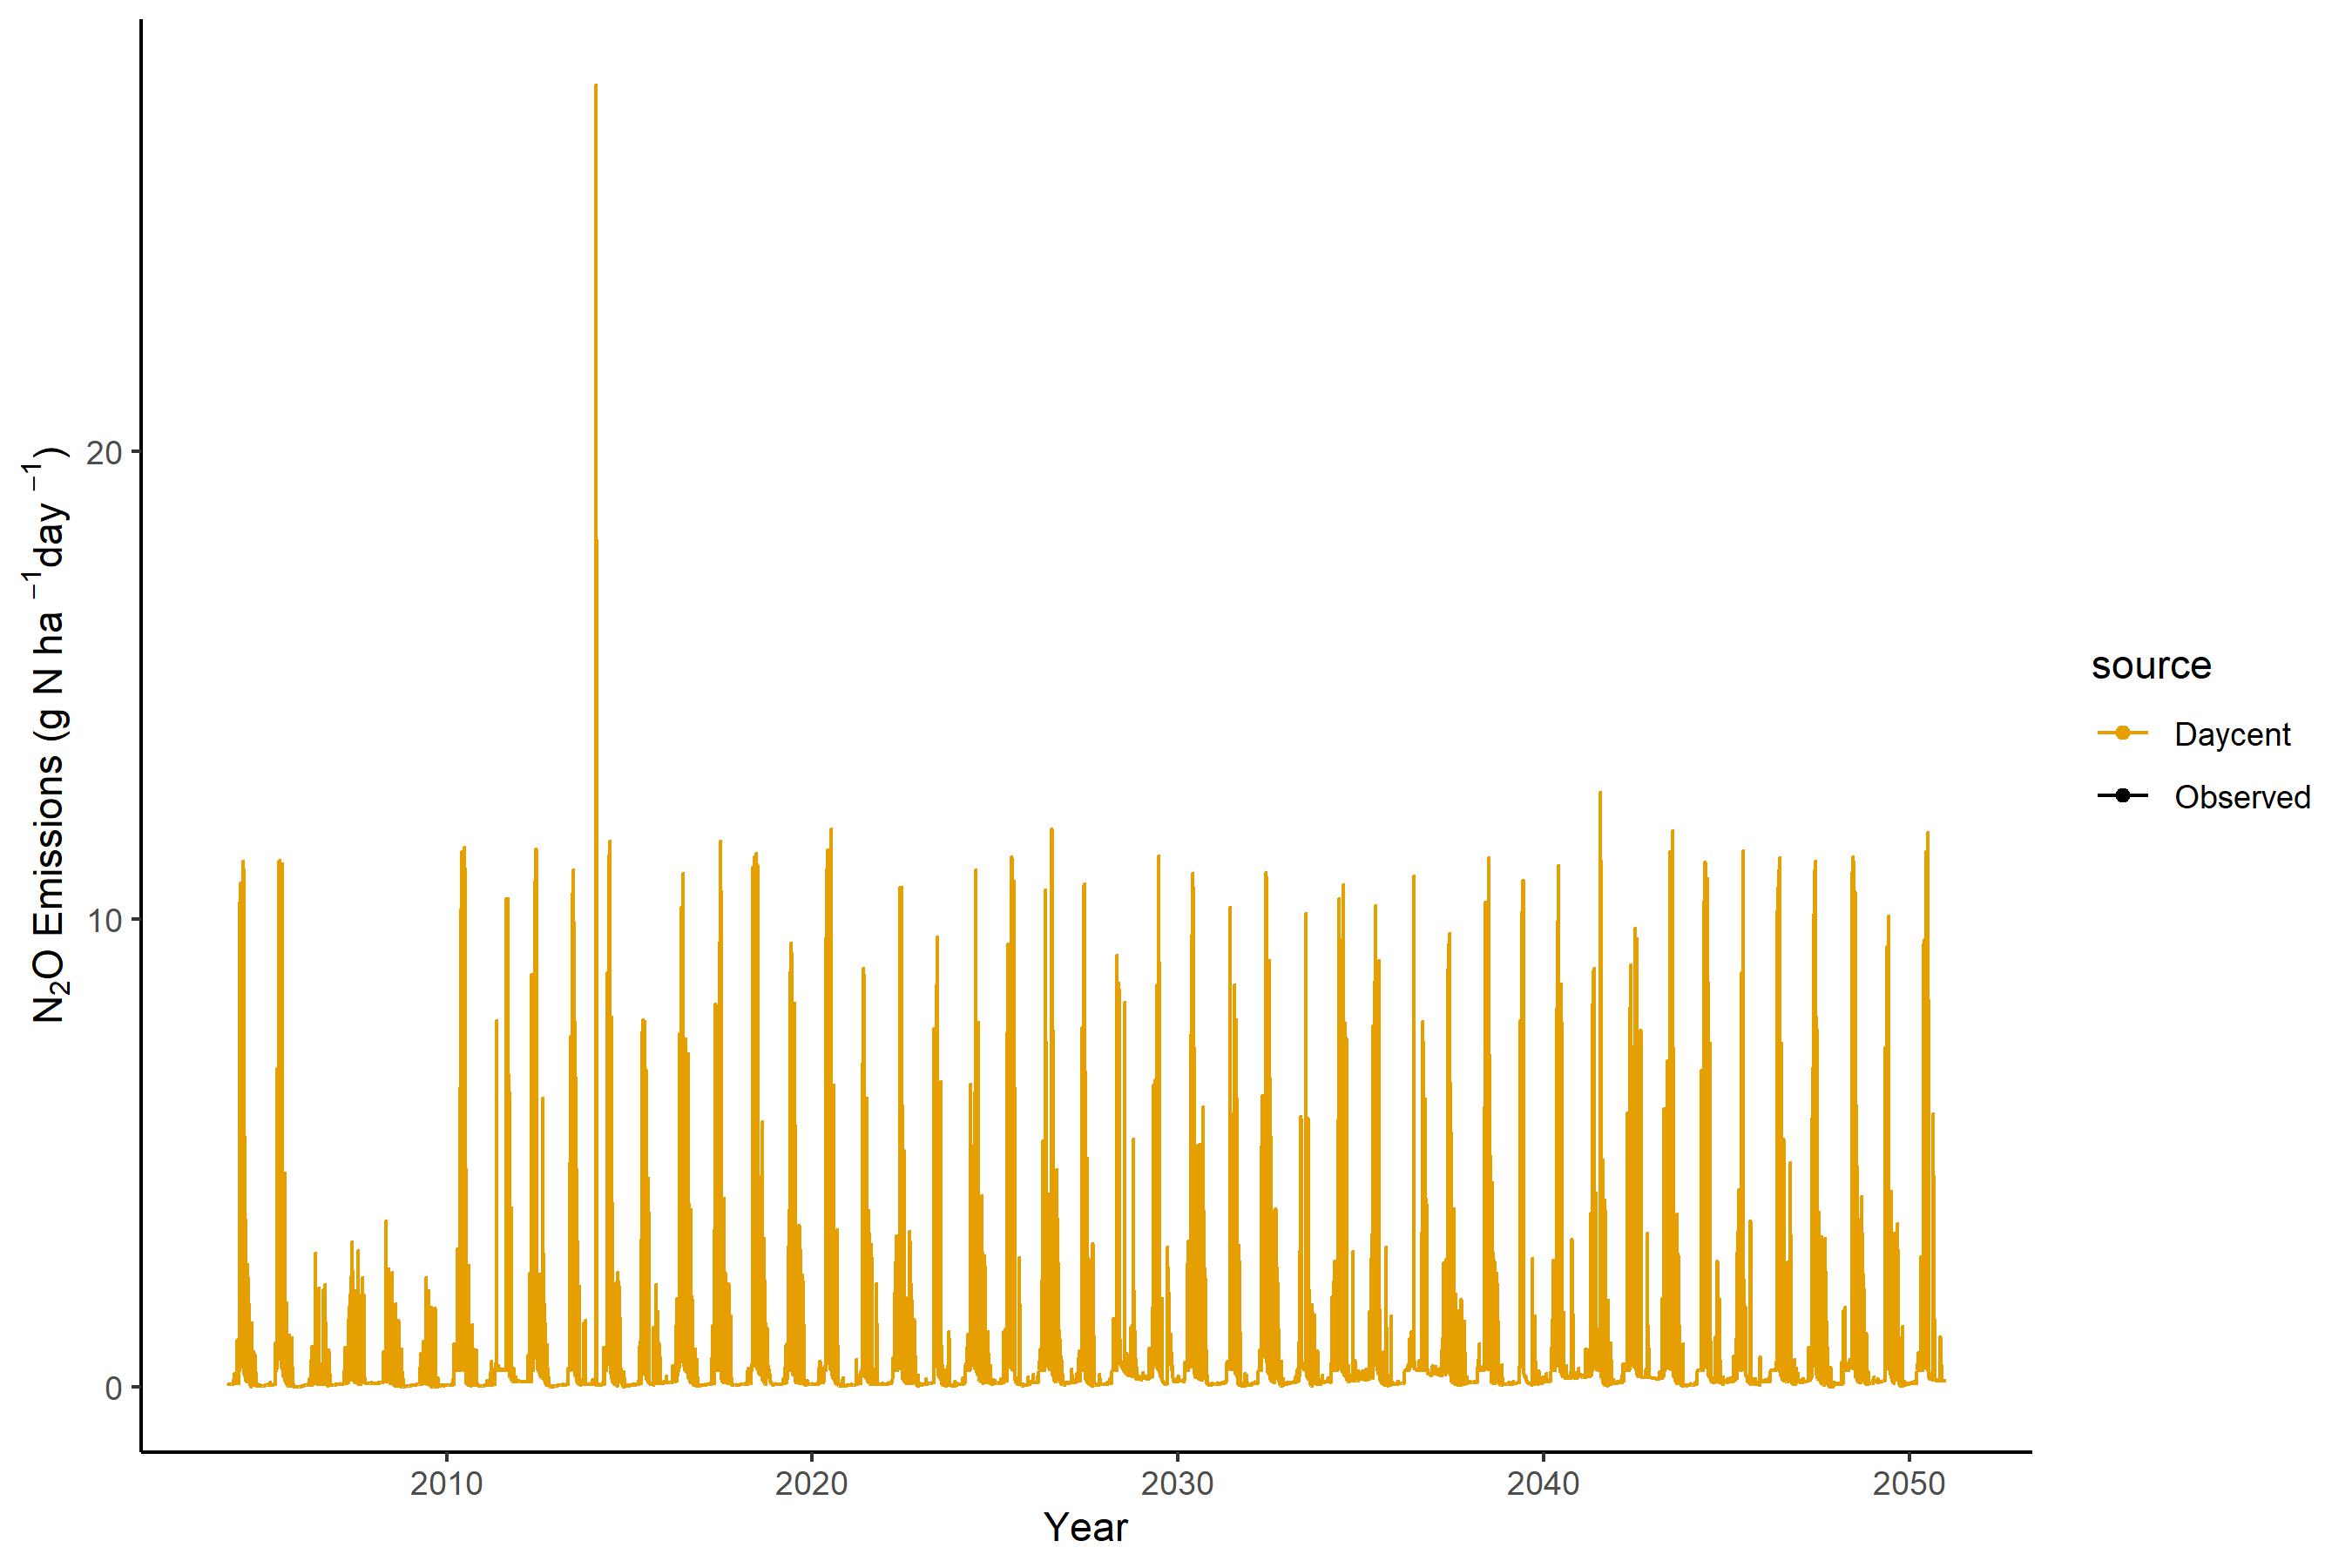 N₂O Emissions (g N ha ⁻¹day ⁻¹)
20
10
0
2010 2020 2030 2040 2050
Year
source
Daycent
Observed